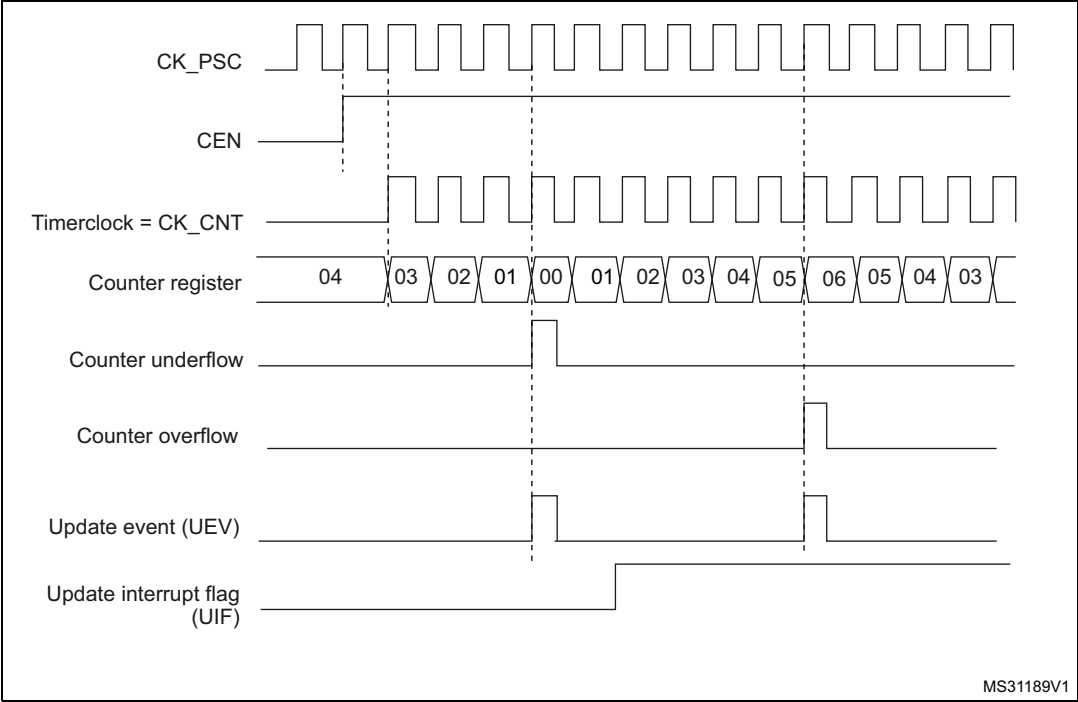 CK_PSC
CEN
Timerclock = CK_CNT
Counter register
04 03 02 01 00 01 02 03 04 05 06 05 04 03
Counter underflow
Counter overflow
Update event (UEV)
Update interrupt flag
(UIF)
MS31189V1